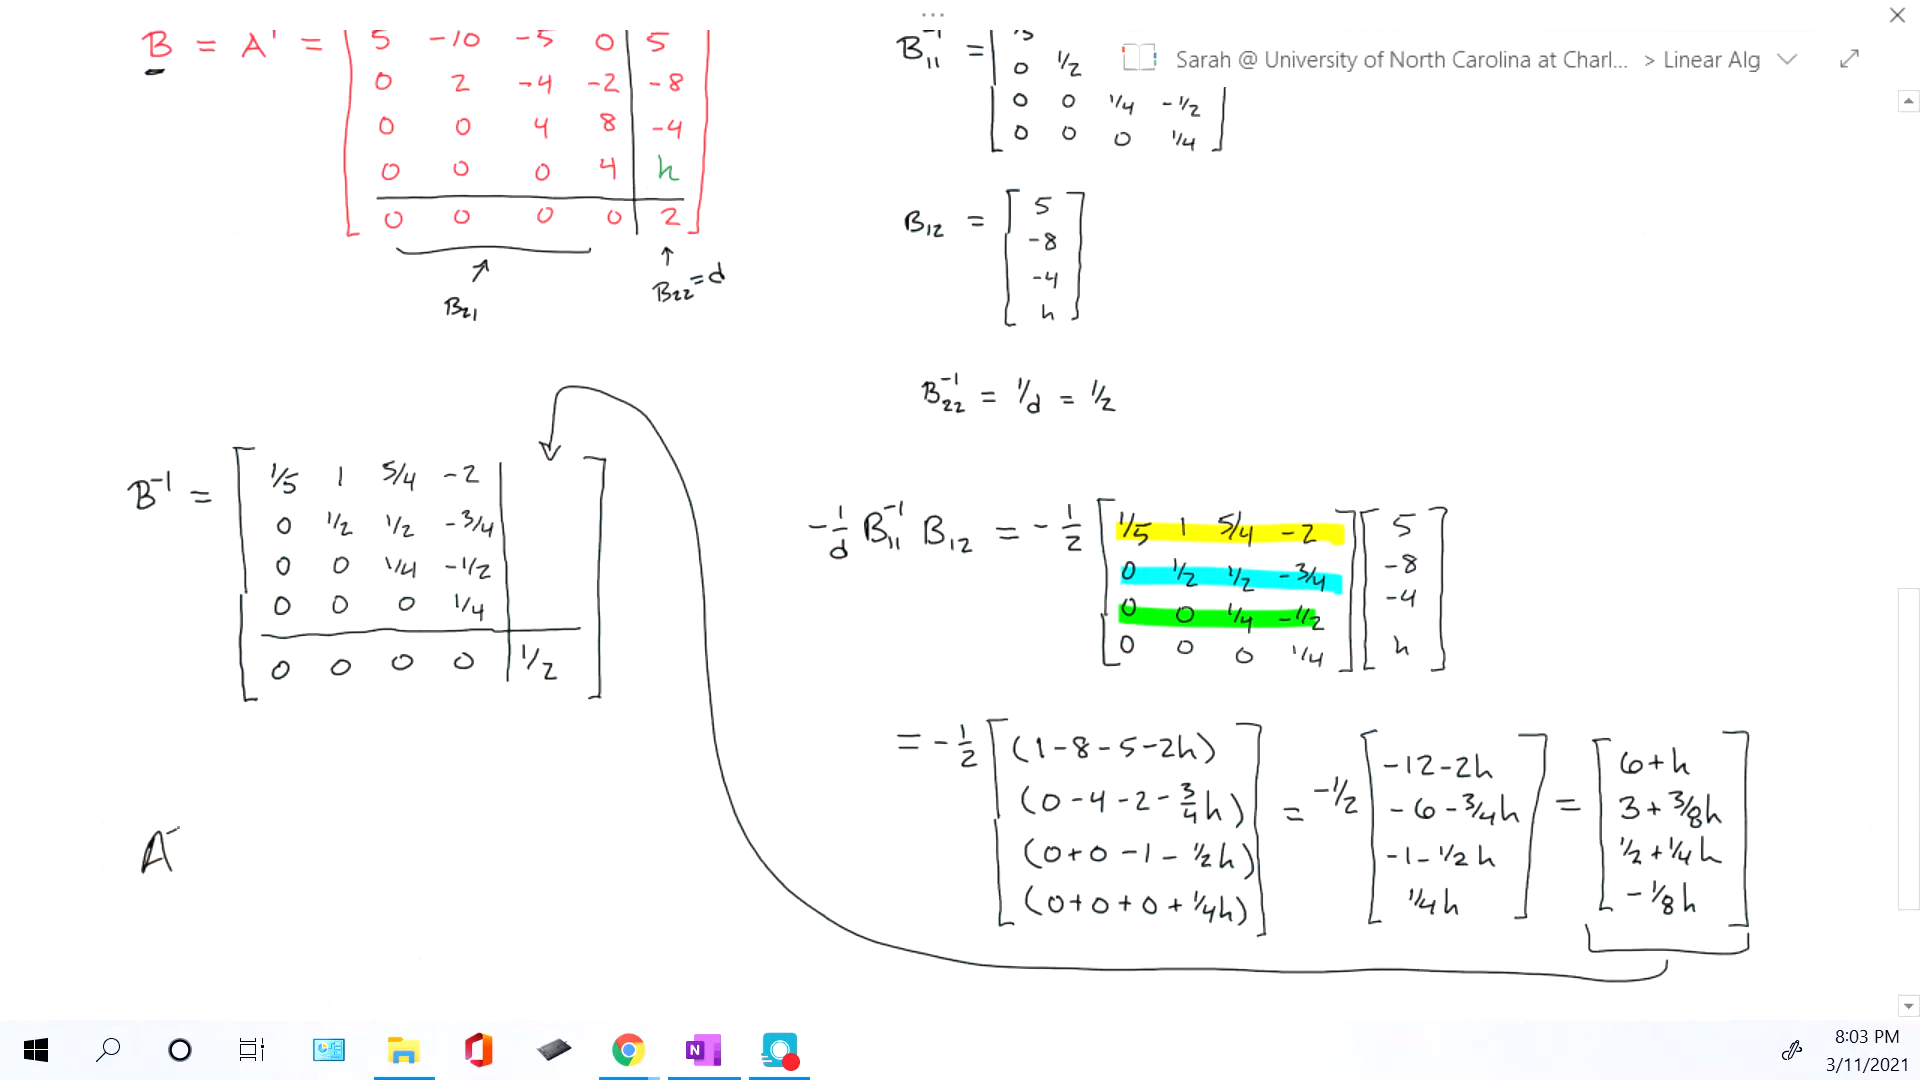 B = A' = [ 5 -10 -5 0 | 5
0 2 -4 -2 | -8
0 0 4 8 | -4
0 0 0 4 | h
0 0 0 0 | 2 ]
B21
B22 = d
B11^-1 =
0 1/2
0 0 1/4 -1/2
0 0 0 1/4
Sarah @ University of North Carolina at Charl... > Linear Alg
B12 = [ 5
-8
-4
h ]
B22^-1 = 1/d = 1/2
B^-1 = [ 1/5 1 5/4 -2 |
0 1/2 1/2 -3/4 |
0 0 1/4 -1/2 |
0 0 0 1/4 |
0 0 0 0 | 1/2 ]
-1/d B11^-1 B12 = -1/2 [ 1/5 1 5/4 -2 ] [ 5
0 1/2 1/2 -3/4 -8
0 0 1/4 -1/2 -4
0 0 0 1/4 h ]
= -1/2 [ (1-8-5-2h) = -1/2 [ -12-2h = [ 6+h
(0-4-2-3/4h) -6-3/4h 3+3/8h
(0+0-1-1/2h) -1-1/2h 1/2+1/4h
(0+0+0+1/4h) ] 1/4h ] -1/8h ]
A-
8:03 PM
3/11/2021